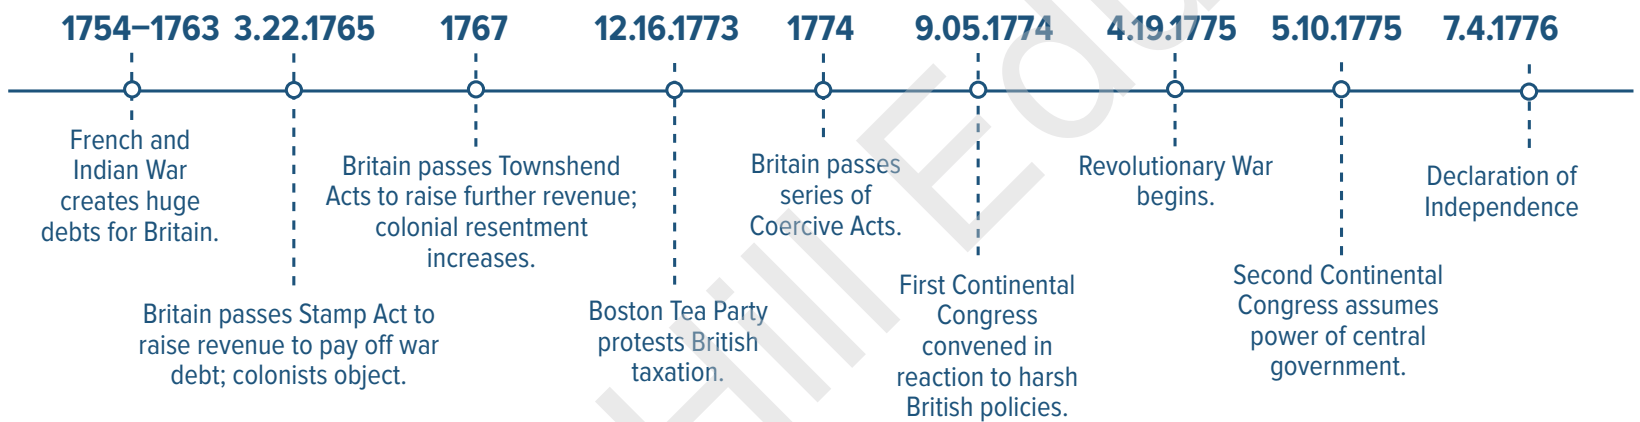 1754–1763 3.22.1765 1767 12.16.1773 1774 9.05.1774 4.19.1775 5.10.1775 7.4.1776
French and
Indian War
creates huge
debts for Britain.
Britain passes Stamp Act to
raise revenue to pay off war
debt; colonists object.
Britain passes Townshend
Acts to raise further revenue;
colonial resentment
increases.
Boston Tea Party
protests British
taxation.
Britain passes
series of
Coercive Acts.
First Continental
Congress
convened in
reaction to harsh
British policies.
Revolutionary War
begins.
Second Continental
Congress assumes
power of central
government.
Declaration of
Independence
Hill Edu